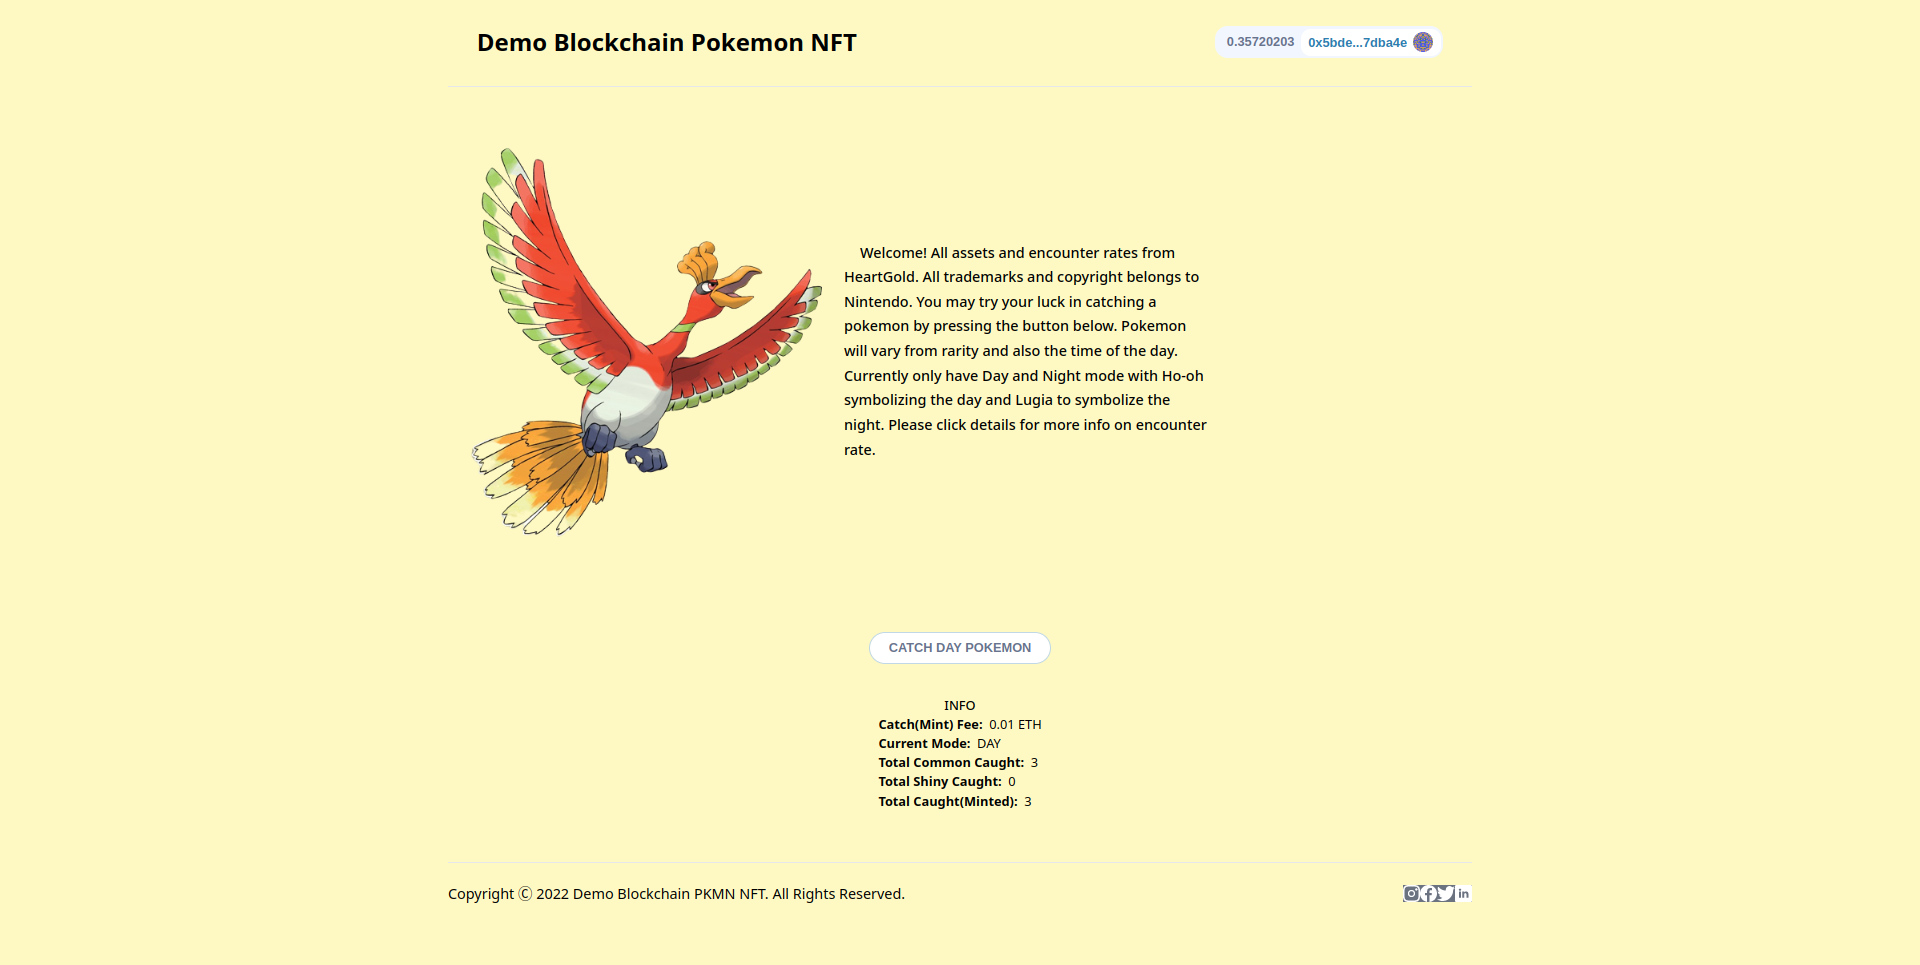 Demo Blockchain Pokemon NFT
0.35720203 0x5bde...7dba4e
Welcome! All assets and encounter rates from
HeartGold. All trademarks and copyright belongs to
Nintendo. You may try your luck in catching a
pokemon by pressing the button below. Pokemon
will vary from rarity and also the time of the day.
Currently only have Day and Night mode with Ho-oh
symbolizing the day and Lugia to symbolize the
night. Please click details for more info on encounter
rate.
CATCH DAY POKEMON
INFO
Catch(Mint) Fee: 0.01 ETH
Current Mode: DAY
Total Common Caught: 3
Total Shiny Caught: 0
Total Caught(Minted): 3
Copyright Ⓒ 2022 Demo Blockchain PKMN NFT. All Rights Reserved.
in